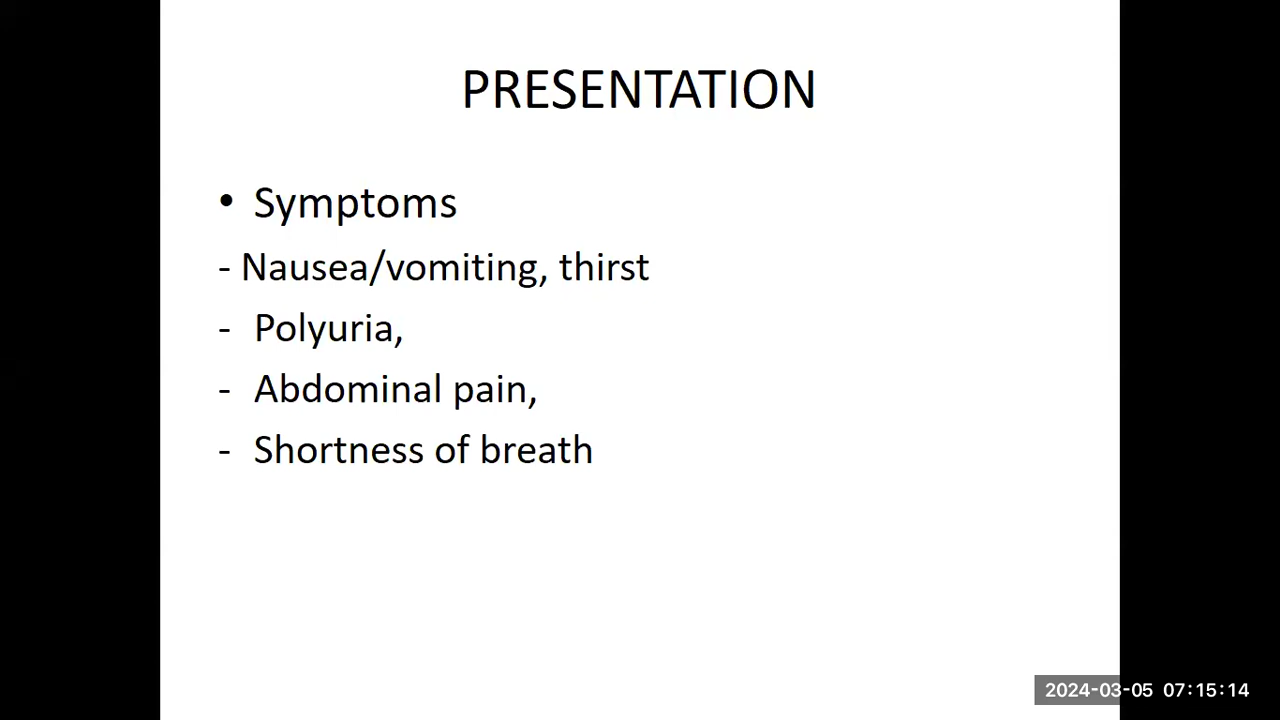 PRESENTATION
• Symptoms
- Nausea/vomiting, thirst
- Polyuria,
- Abdominal pain,
- Shortness of breath
2024-03-05 07:15:14